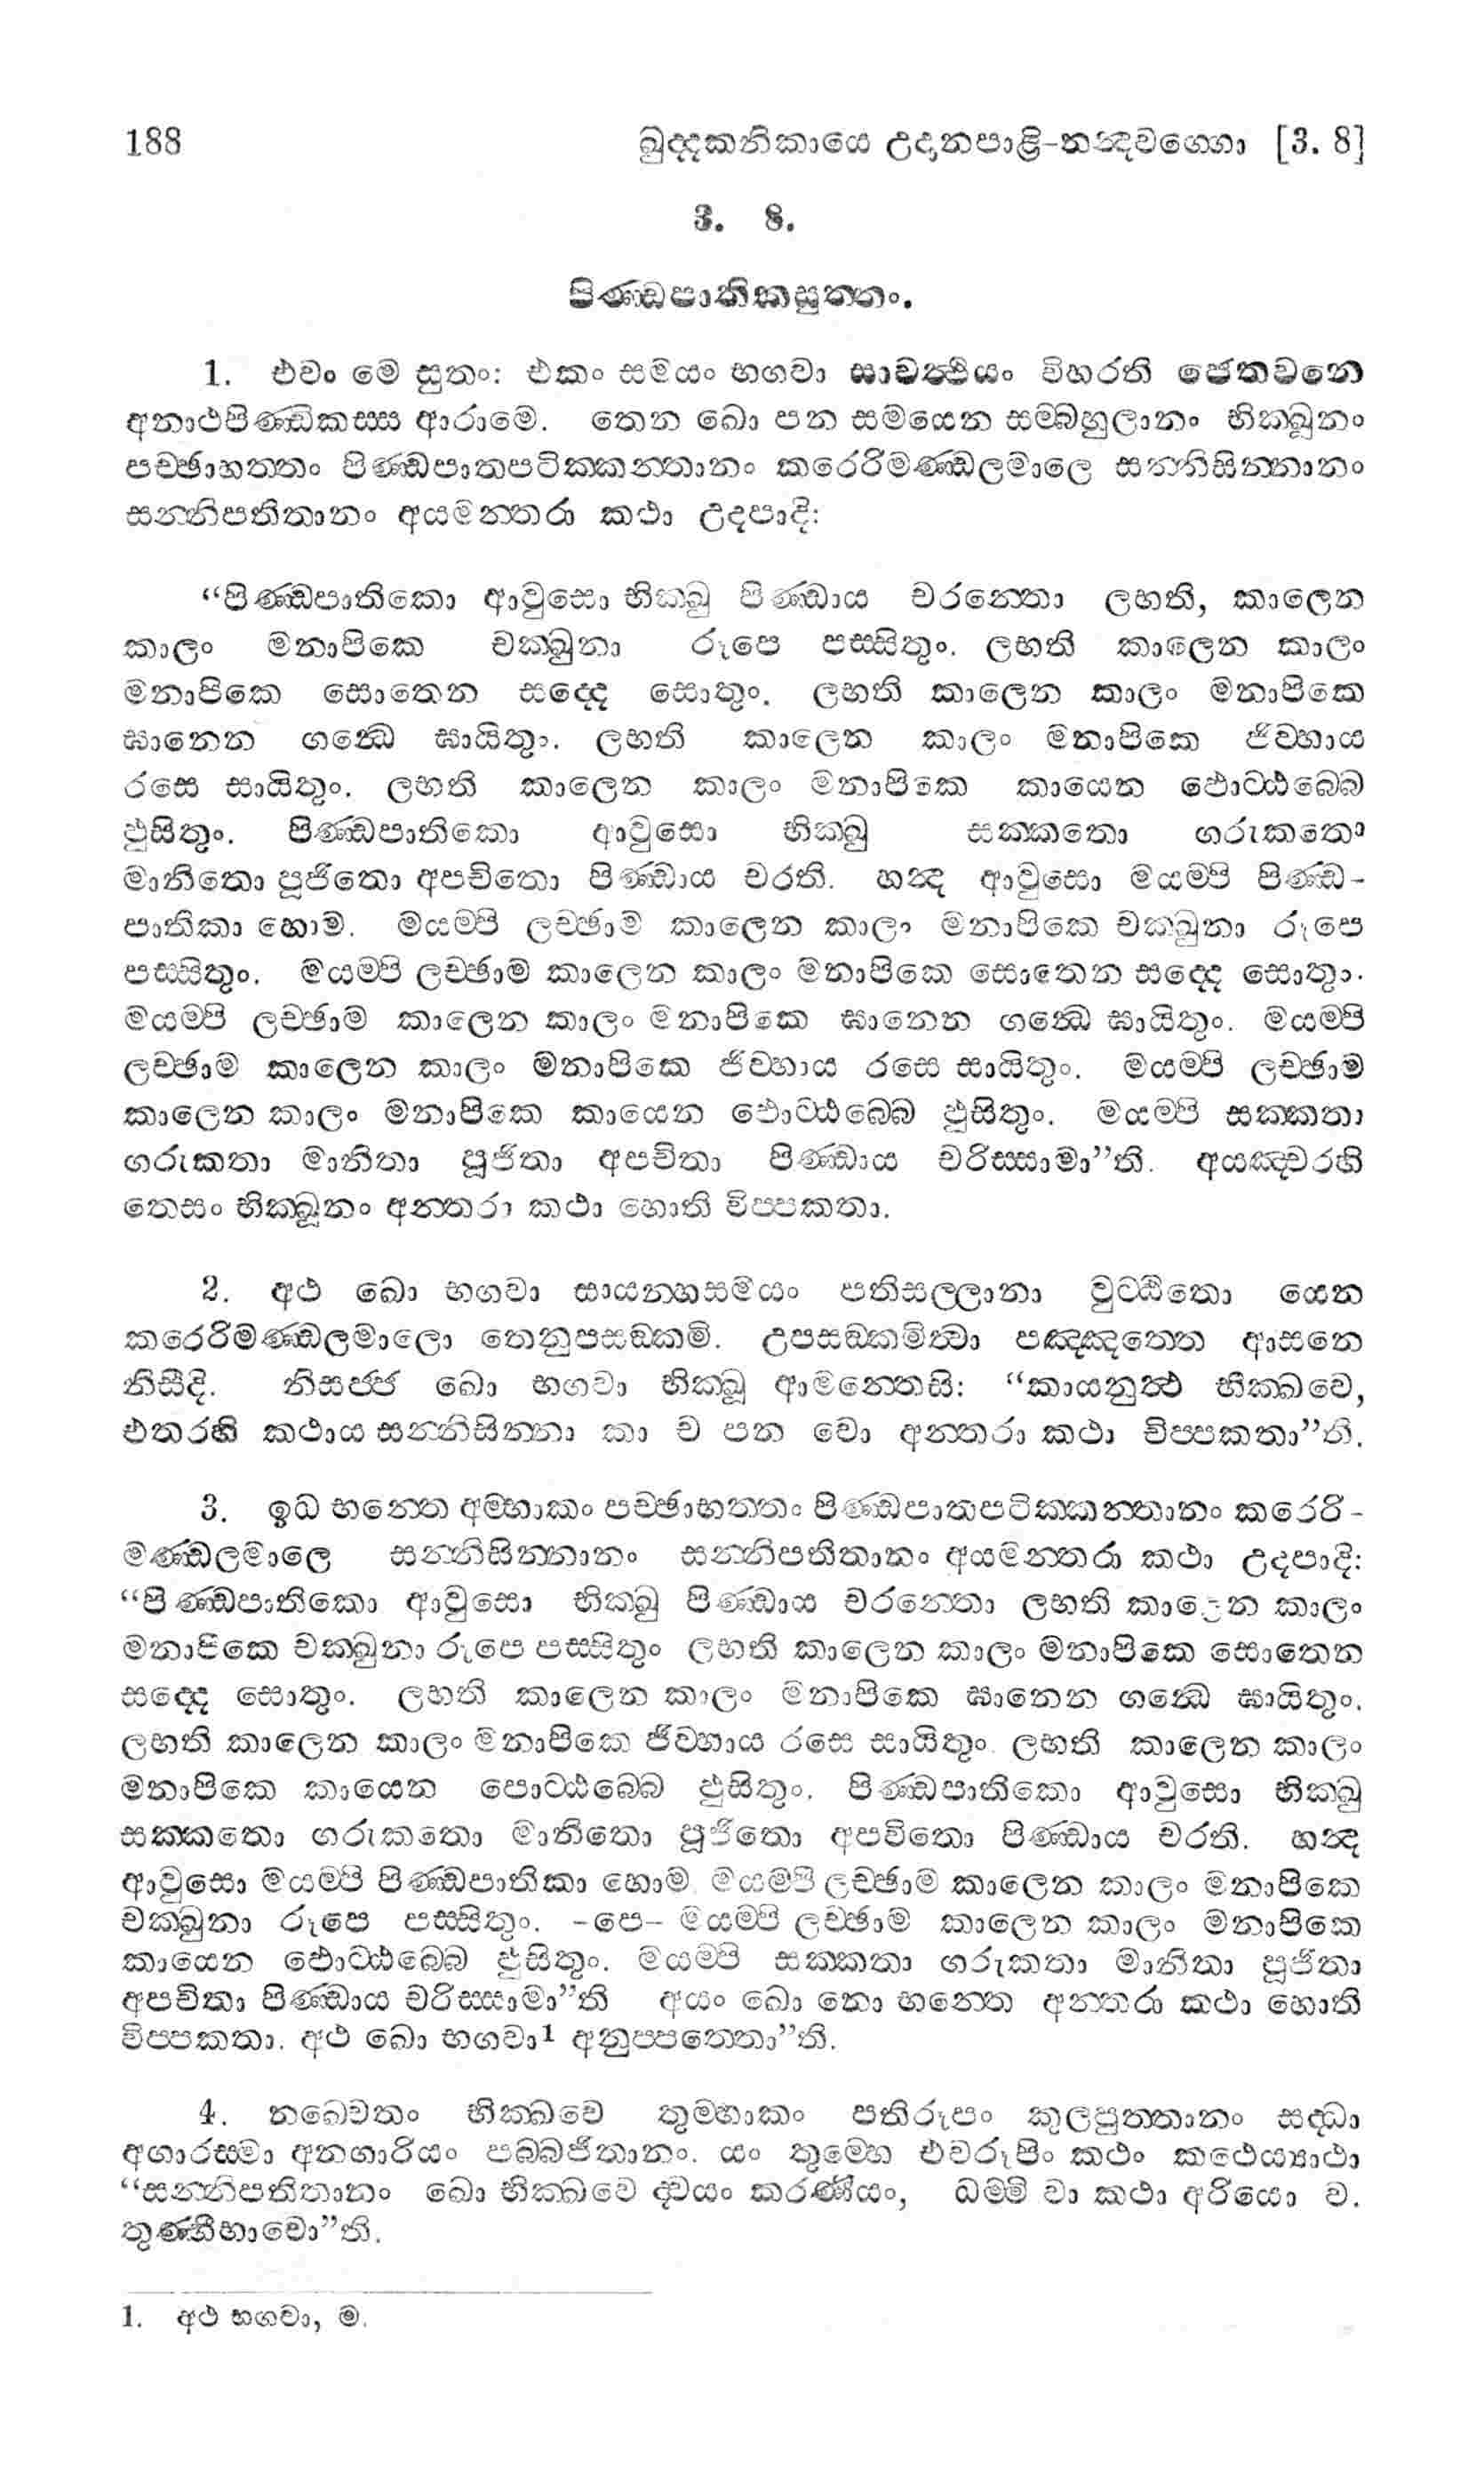 188 ඛුද්දකනිකායෙ උදානපාළි-නන්දවග්ගො [3. 8]
3. 8.
පිණ්ඩපාතිකසුත්තං.
1. එවං මෙ සුතං: එකං සමයං භගවා සාවත්ථියං විහරති ජෙතවනෙ
අනාථපිණ්ඩිකස්ස ආරාමෙ. තෙන ඛො පන සමයෙන සම්බහුලානං භික්ඛූනං
පච්ඡාභත්තං පිණ්ඩපාතපටික්කන්තානං කරෙරිමණ්ඩලමාලෙ සන්නිසින්නානං
සන්නිපතිතානං අයමන්තරා කථා උදපාදි:
“පිණ්ඩපාතිකො ආවුසො භික්ඛු පිණ්ඩාය චරන්තො ලභති, කාලෙන
කාලං මනාපිකෙ චක්ඛුනා රූපෙ පස්සිතුං. ලභති කාලෙන කාලං
මනාපිකෙ සොතෙන සද්දෙ සොතුං. ලභති කාලෙන කාලං මනාපිකෙ
ඝානෙන ගන්ධෙ ඝායිතුං. ලභති කාලෙන කාලං මනාපිකෙ ජිව්හාය
රසෙ සායිතුං. ලභති කාලෙන කාලං මනාපිකෙ කායෙන ඵොට්ඨබ්බෙ
ඵුසිතුං. පිණ්ඩපාතිකො ආවුසො භික්ඛු සක්කතො ගරුකතො
මානිතො පූජිතො අපචිතො පිණ්ඩාය චරති. හන්ද ආවුසො මයම්පි පිණ්ඩ-
පාතිකා හොම. මයම්පි ලච්ඡාම කාලෙන කාලං මනාපිකෙ චක්ඛුනා රූපෙ
පස්සිතුං. මයම්පි ලච්ඡාම කාලෙන කාලං මනාපිකෙ සොතෙන සද්දෙ සොතුං.
මයම්පි ලච්ඡාම කාලෙන කාලං මනාපිකෙ ඝානෙන ගන්ධෙ ඝායිතුං. මයම්පි
ලච්ඡාම කාලෙන කාලං මනාපිකෙ ජිව්හාය රසෙ සායිතුං. මයම්පි ලච්ඡාම
කාලෙන කාලං මනාපිකෙ කායෙන ඵොට්ඨබ්බෙ ඵුසිතුං. මයම්පි සක්කතා
ගරුකතා මානිතා පූජිතා අපචිතා පිණ්ඩාය චරිස්සාමා”ති. අයඤ්චරහි
තෙසං භික්ඛූනං අන්තරා කථා හොති විප්පකතා.
2. අථ ඛො භගවා සායන්හසමයං පතිසල්ලානා වුට්ඨිතො යෙන
කරෙරිමණ්ඩලමාලො තෙනුපසඞ්කමි. උපසඞ්කමිත්වා පඤ්ඤත්තෙ ආසනෙ
නිසීදි. නිසජ්ජ ඛො භගවා භික්ඛූ ආමන්තෙසි: “කායනුත්ථ භික්ඛවෙ,
එතරහි කථාය සන්නිසින්නා කා ච පන වො අන්තරා කථා විප්පකතා”ති.
3. ඉධ භන්තෙ අම්හාකං පච්ඡාභත්තං පිණ්ඩපාතපටික්කන්තානං කරෙරි-
මණ්ඩලමාලෙ සන්නිසින්නානං සන්නිපතිතානං අයමන්තරා කථා උදපාදි:
“පිණ්ඩපාතිකො ආවුසො භික්ඛු පිණ්ඩාය චරන්තො ලභති කාලෙන කාලං
මනාපිකෙ චක්ඛුනා රූපෙ පස්සිතුං ලභති කාලෙන කාලං මනාපිකෙ සොතෙන
සද්දෙ සොතුං. ලභති කාලෙන කාලං මනාපිකෙ ඝානෙන ගන්ධෙ ඝායිතුං.
ලභති කාලෙන කාලං මනාපිකෙ ජිව්හාය රසෙ සායිතුං. ලභති කාලෙන කාලං
මනාපිකෙ කායෙන පොට්ඨබ්බෙ ඵුසිතුං. පිණ්ඩපාතිකො ආවුසො භික්ඛු
සක්කතො ගරුකතො මානිතො පූජිතො අපචිතො පිණ්ඩාය චරති. හන්ද
ආවුසො මයම්පි පිණ්ඩපාතිකා හොම. මයම්පි ලච්ඡාම කාලෙන කාලං මනාපිකෙ
චක්ඛුනා රූපෙ පස්සිතුං. -පෙ- මයම්පි ලච්ඡාම කාලෙන කාලං මනාපිකෙ
කායෙන ඵොට්ඨබ්බෙ ඵුසිතුං. මයම්පි සක්කතා ගරුකතා මානිතා පූජිතා
අපචිතා පිණ්ඩාය චරිස්සාමා”ති අයං ඛො නො භන්තෙ අන්තරා කථා හොති
විප්පකතා. අථ ඛො භගවා¹ අනුප්පත්තො”ති.
4. නඛ්වෙතං භික්ඛවෙ තුම්හාකං පතිරූපං කුලපුත්තානං සද්ධා
අගාරස්මා අනගාරියං පබ්බජිතානං. යං තුම්හෙ එවරූපිං කථං කථෙය්‍යාථා
“සන්නිපතිතානං ඛො භික්ඛවෙ ද්වයං කරණීයං, ධම්මි වා කථා අරියො ව.
තුණ්හීභාවො”ති.
1. අථ භගවා, ම.